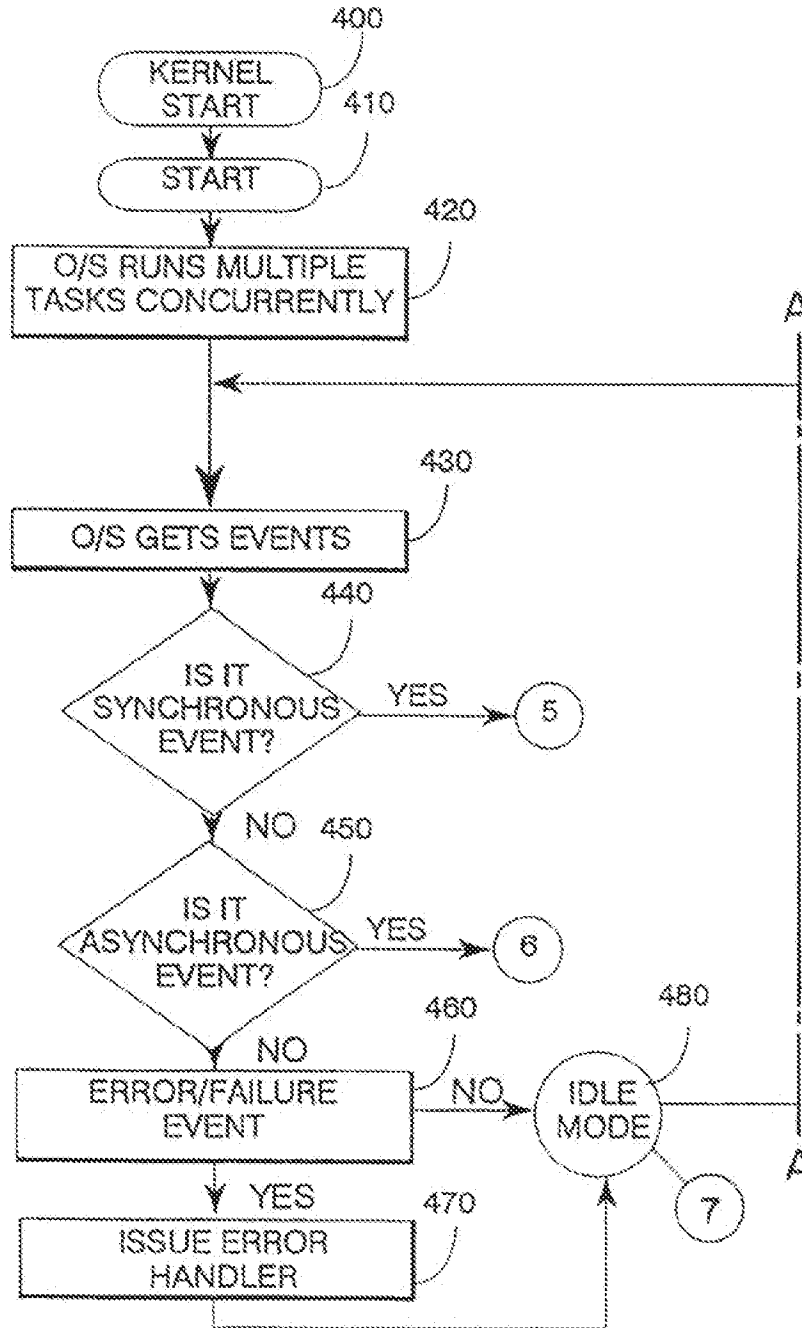 400
KERNEL
START
410
START
420
O/S RUNS MULTIPLE
TASKS CONCURRENTLY
A
430
O/S GETS EVENTS
440
IS IT
SYNCHRONOUS
EVENT?
YES
5
NO
450
IS IT
ASYNCHRONOUS
EVENT?
YES
6
NO
460
ERROR/FAILURE
EVENT
NO
480
IDLE
MODE
A
7
YES
470
ISSUE ERROR
HANDLER